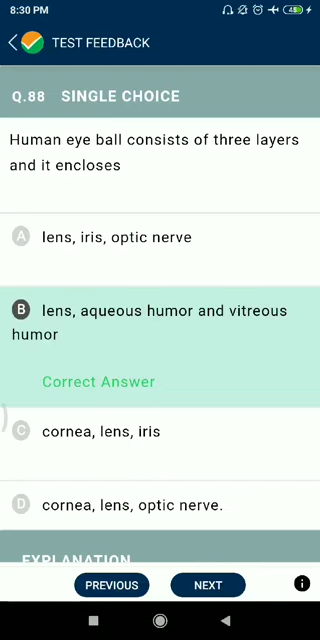 8:30 PM
45
TEST FEEDBACK
Q.88 SINGLE CHOICE
Human eye ball consists of three layers
and it encloses
A lens, iris, optic nerve
B lens, aqueous humor and vitreous
humor
Correct Answer
C cornea, lens, iris
D cornea, lens, optic nerve.
EXPLANATION
PREVIOUS NEXT